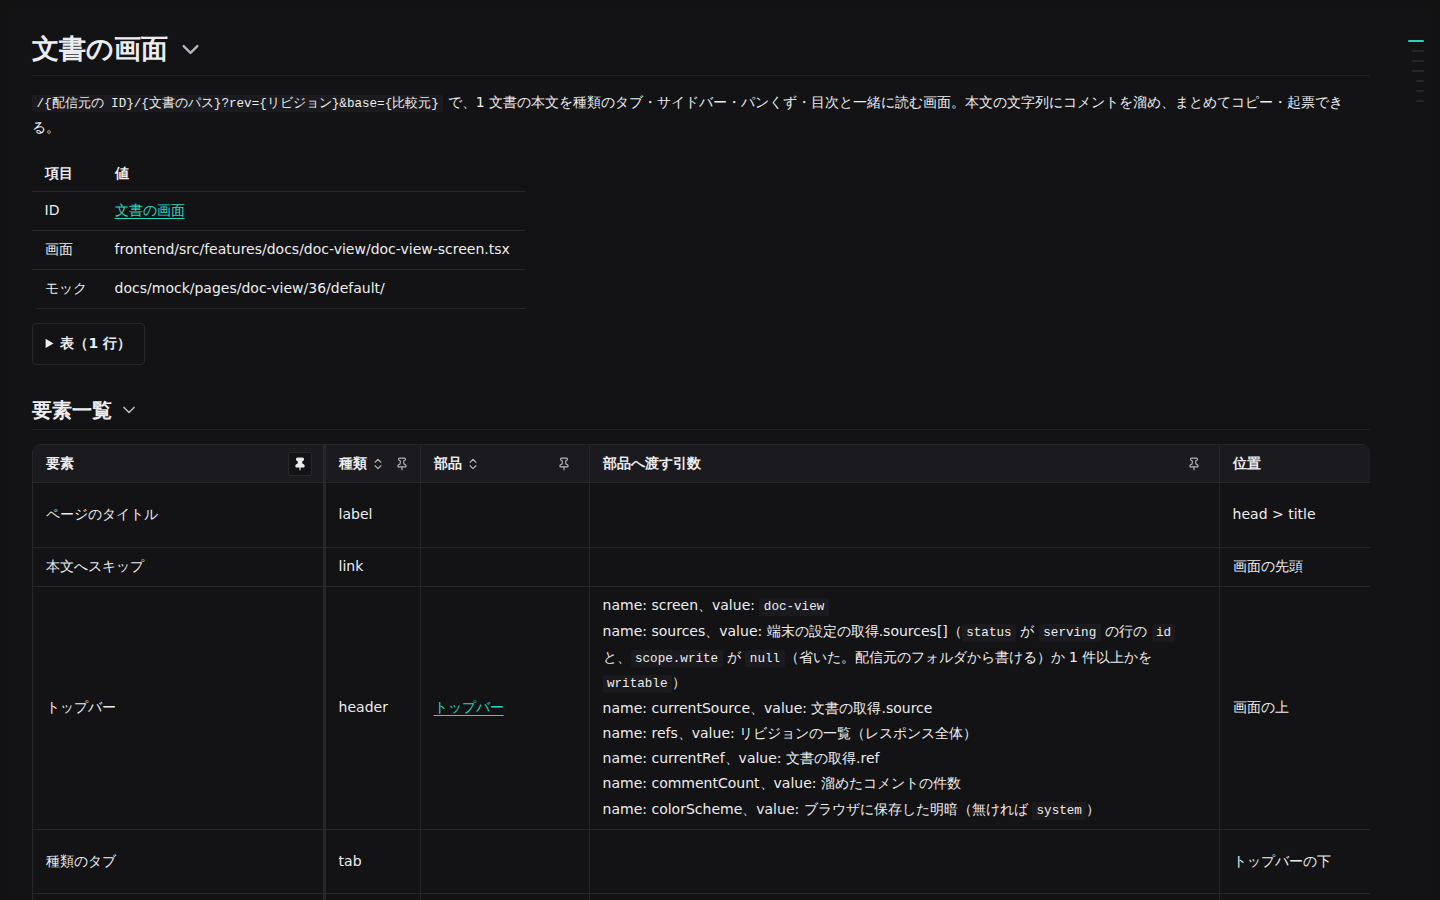 文書の画面
/{配信元の ID}/{文書のパス}?rev={リビジョン}&base={比較元} で、1 文書の本文を種類のタブ・サイドバー・パンくず・目次と一緒に読む画面。本文の文字列にコメントを溜め、まとめてコピー・起票でき
る。
項目 値
ID 文書の画面
画面 frontend/src/features/docs/doc-view/doc-view-screen.tsx
モック docs/mock/pages/doc-view/36/default/
▶ 表（1 行）
要素一覧
要素 種類 部品 部品へ渡す引数 位置
ページのタイトル label head > title
本文へスキップ link 画面の先頭
name: screen、value: doc-view
name: sources、value: 端末の設定の取得.sources[]（status が serving の行の id
と、scope.write が null（省いた。配信元のフォルダから書ける）か 1 件以上かを
writable）
トップバー header トップバー 画面の上
name: currentSource、value: 文書の取得.source
name: refs、value: リビジョンの一覧（レスポンス全体）
name: currentRef、value: 文書の取得.ref
name: commentCount、value: 溜めたコメントの件数
name: colorScheme、value: ブラウザに保存した明暗（無ければ system）
種類のタブ tab トップバーの下